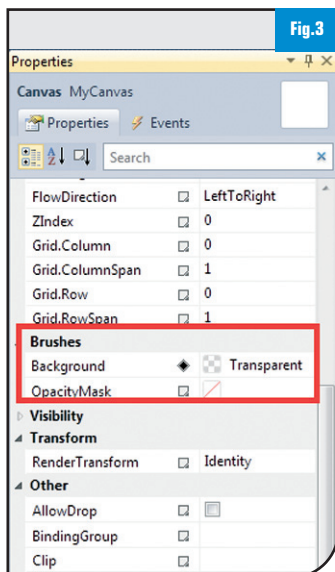 Fig.3
Properties
Canvas MyCanvas
Properties Events
Search
FlowDirection LeftToRight
ZIndex 0
Grid.Column 0
Grid.ColumnSpan 1
Grid.Row 0
Grid.RowSpan 1
Brushes
Background Transparent
OpacityMask
Visibility
Transform
RenderTransform Identity
Other
AllowDrop
BindingGroup
Clip